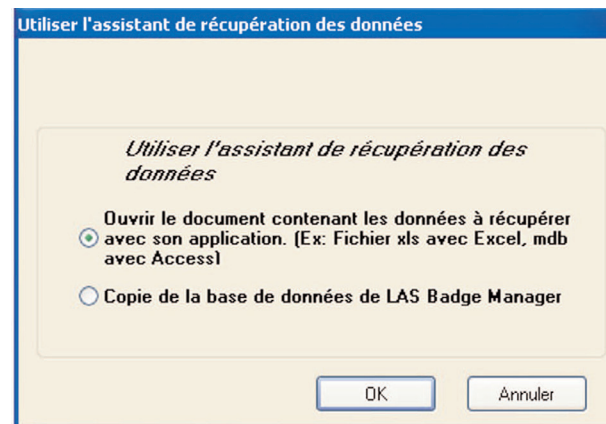 Utiliser l'assistant de récupération des données
Utiliser l'assistant de récupération des
données
Ouvrir le document contenant les données à récupérer
avec son application. (Ex: Fichier xls avec Excel, mdb
avec Access)
Copie de la base de données de LAS Badge Manager
OK
Annuler